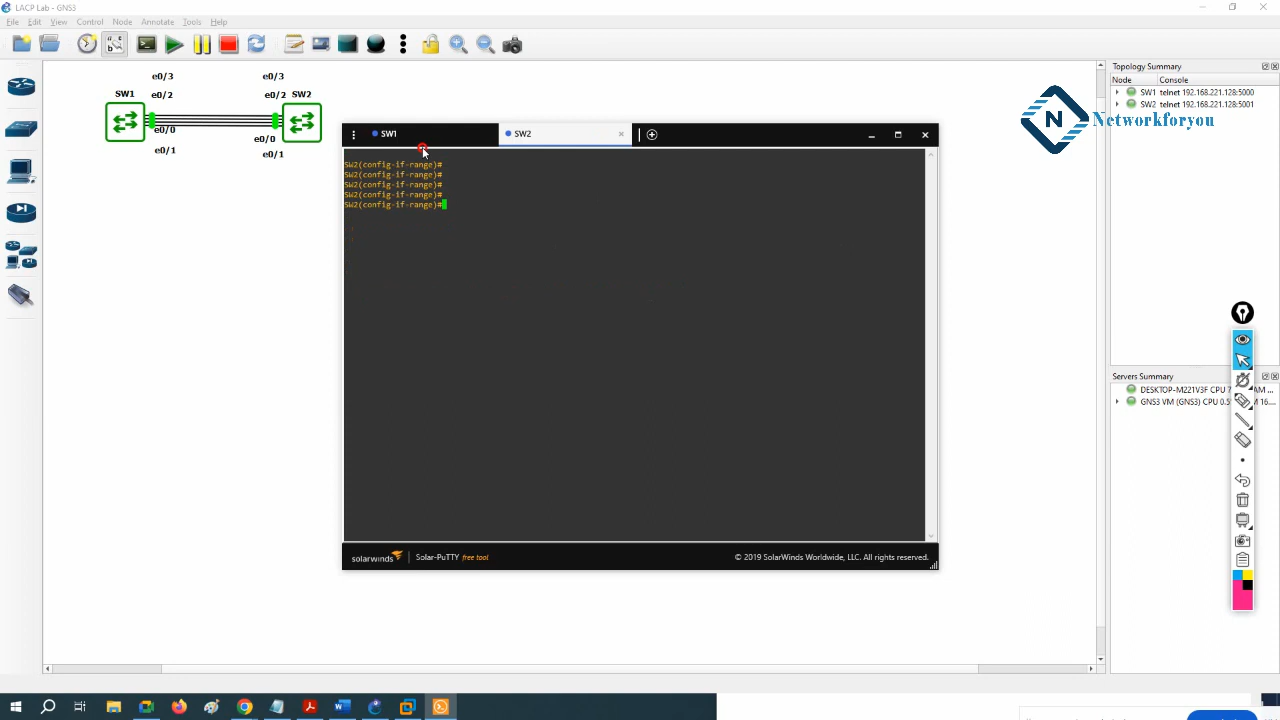 LACP Lab - GNS3
File Edit View Control Node Annotate Tools Help
e0/3 e0/3
SW1 e0/2 e0/2 SW2
e0/0 e0/0
e0/1 e0/1
SW1 SW2
SW2(config-if-range)#
SW2(config-if-range)#
SW2(config-if-range)#
SW2(config-if-range)#
SW2(config-if-range)#
solarwinds Solar-PuTTY free tool © 2019 SolarWinds Worldwide, LLC. All rights reserved.
Topology Summary
Node Console
SW1 telnet 192.168.221.128:5000
SW2 telnet 192.168.221.128:5001
N Networkforyou
Servers Summary
DESKTOP-M221V3F CPU
GNS3 VM (GNS3) CPU